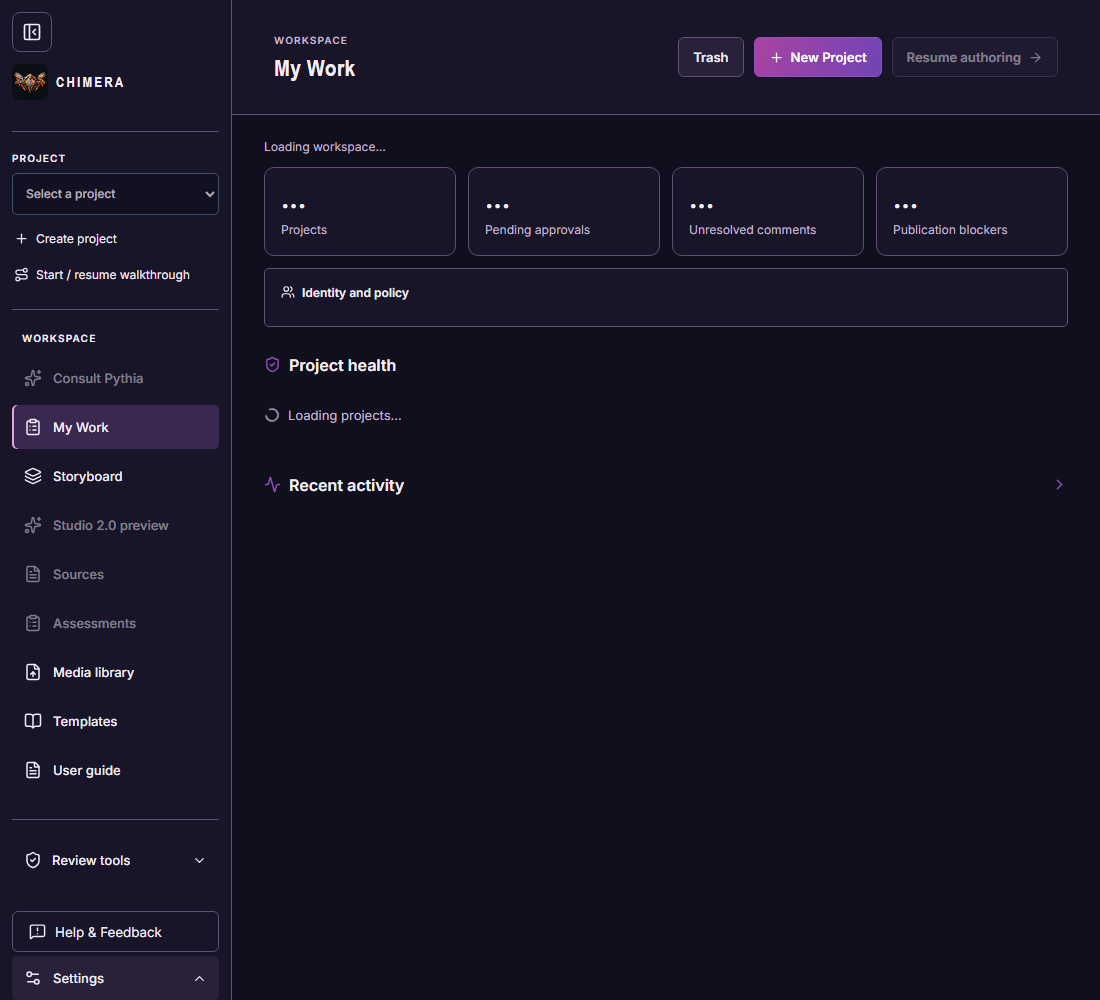 CHIMERA
PROJECT
Select a project
Create project
Start / resume walkthrough
WORKSPACE
Consult Pythia
My Work
Storyboard
Studio 2.0 preview
Sources
Assessments
Media library
Templates
User guide
Review tools
Help & Feedback
Settings
WORKSPACE
My Work
Trash
New Project
Resume authoring
Loading workspace...
...
Projects
...
Pending approvals
...
Unresolved comments
...
Publication blockers
Identity and policy
Project health
Loading projects...
Recent activity